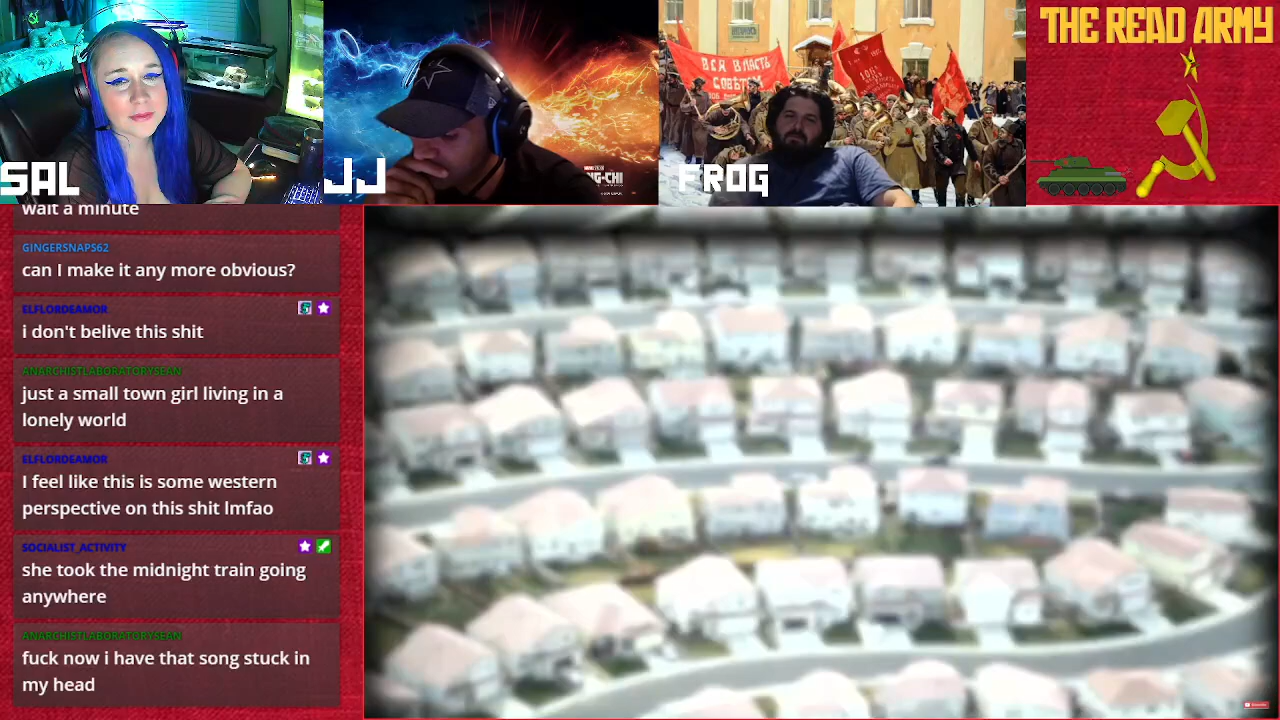 SAL
JJ
FROG
THE READ ARMY
ВСЯ ВЛАСТЬ
СОВѢТАМ
wait a minute
GINGERSNAPS62
can I make it any more obvious?
ELFLORDEAMOR
i don't belive this shit
ANARCHISTLABORATORYSEAN
just a small town girl living in a
lonely world
ELFLORDEAMOR
I feel like this is some western
perspective on this shit lmfao
SOCIALIST_ACTIVITY
she took the midnight train going
anywhere
ANARCHISTLABORATORYSEAN
fuck now i have that song stuck in
my head